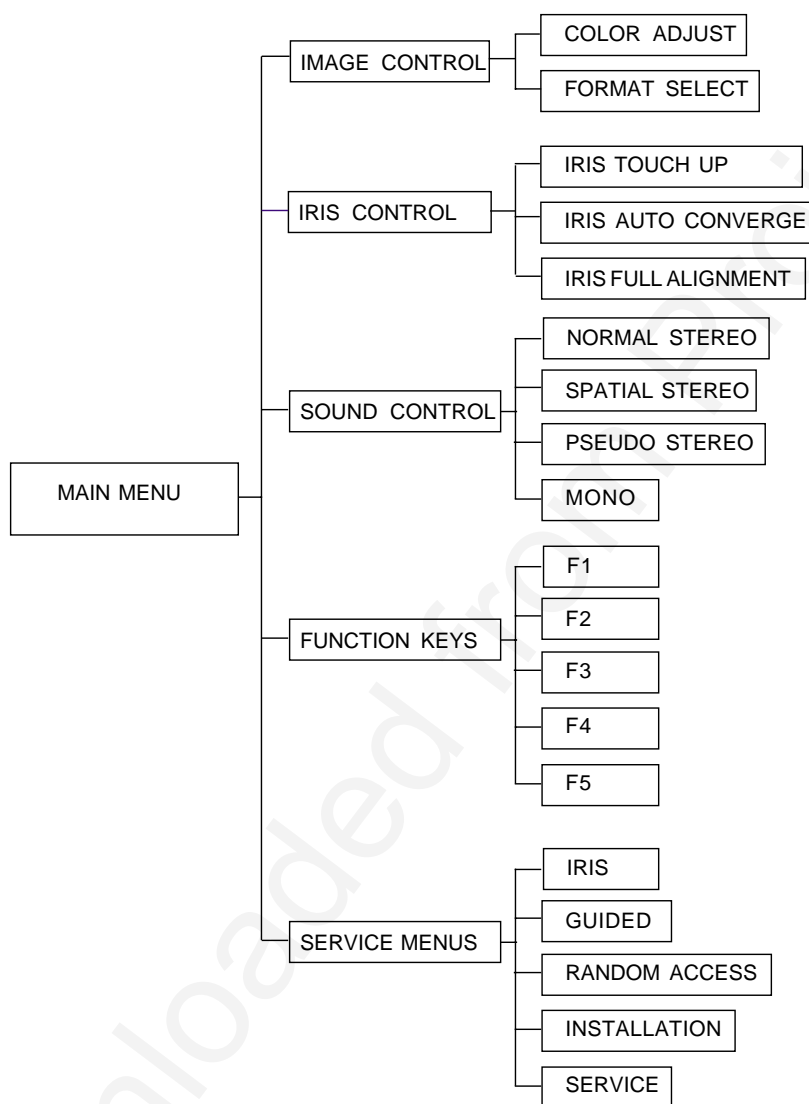 COLOR ADJUST
IMAGE CONTROL
FORMAT SELECT
IRIS TOUCH UP
IRIS CONTROL
IRIS AUTO CONVERGE
IRIS FULL ALIGNMENT
NORMAL STEREO
SPATIAL STEREO
SOUND CONTROL
PSEUDO STEREO
MAIN MENU
MONO
F1
F2
FUNCTION KEYS
F3
F4
F5
IRIS
GUIDED
SERVICE MENUS
RANDOM ACCESS
INSTALLATION
SERVICE